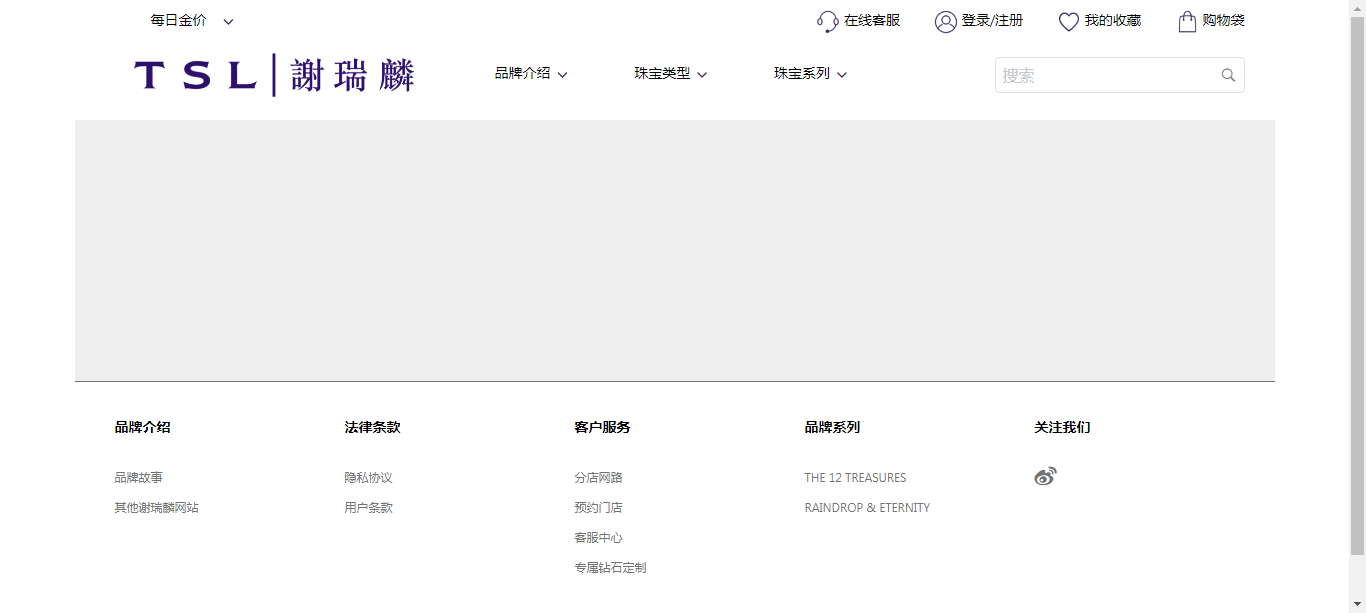 每日金价
在线客服 登录/注册 我的收藏 购物袋
TSL 謝瑞麟
品牌介绍 珠宝类型 珠宝系列 搜索
品牌介绍 法律条款 客户服务 品牌系列 关注我们
品牌故事 隐私协议 分店网路 THE 12 TREASURES
其他谢瑞麟网站 用户条款 预约门店 RAINDROP & ETERNITY
客服中心
专属钻石定制